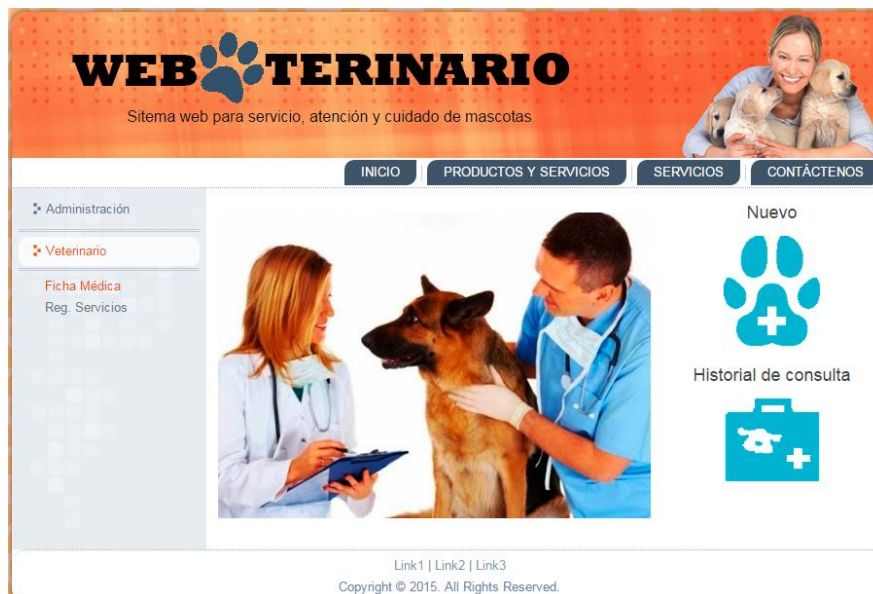 WEB TERINARIO
Sitema web para servicio, atención y cuidado de mascotas
INICIO PRODUCTOS Y SERVICIOS SERVICIOS CONTÁCTENOS
Administración
Veterinario
Ficha Médica
Reg. Servicios
Nuevo
Historial de consulta
Link1 | Link2 | Link3
Copyright © 2015. All Rights Reserved.